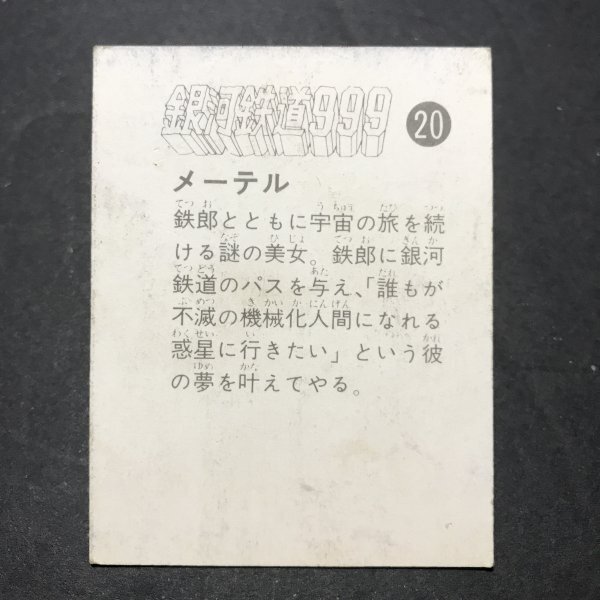 銀河鉄道999
20
メーテル
鉄郎とともに宇宙の旅を続
ける謎の美女。鉄郎に銀河
鉄道のパスを与え、「誰もが
不滅の機械化人間になれる
惑星に行きたい」という彼
の夢を叶えてやる。